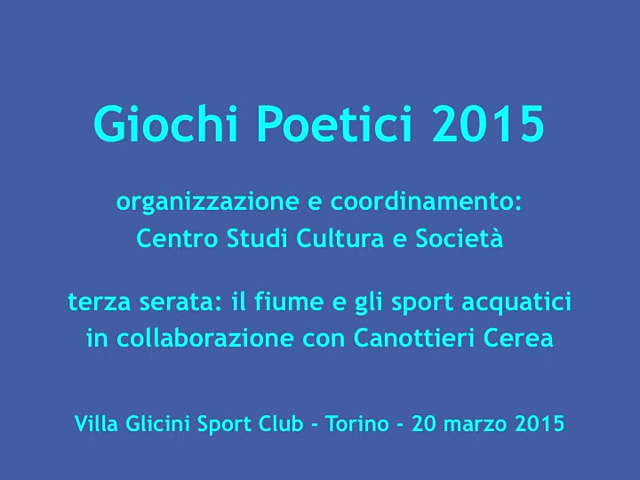 Giochi Poetici 2015
organizzazione e coordinamento:
Centro Studi Cultura e Società
terza serata: il fiume e gli sport acquatici
in collaborazione con Canottieri Cerea
Villa Glicini Sport Club - Torino - 20 marzo 2015